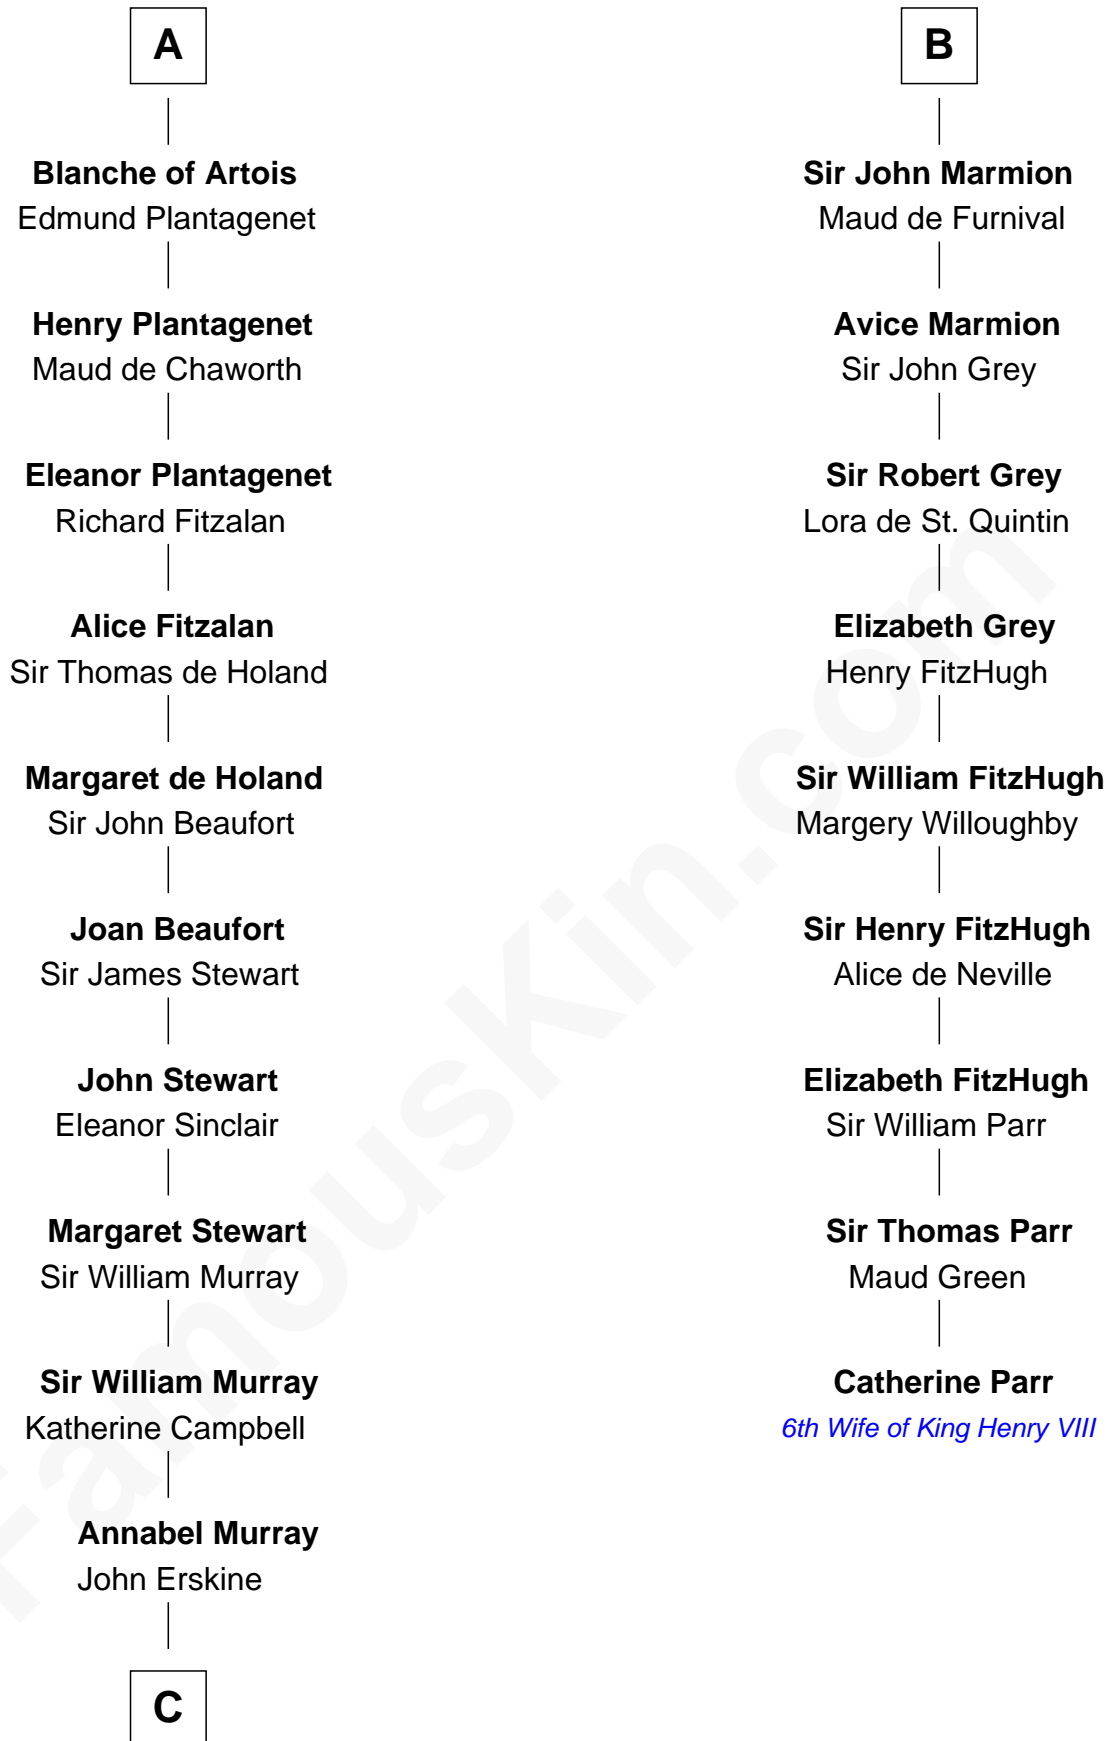 A
Blanche of Artois
Edmund Plantagenet
Henry Plantagenet
Maud de Chaworth
Eleanor Plantagenet
Richard Fitzalan
Alice Fitzalan
Sir Thomas de Holand
Margaret de Holand
Sir John Beaufort
Joan Beaufort
Sir James Stewart
John Stewart
Eleanor Sinclair
Margaret Stewart
Sir William Murray
Sir William Murray
Katherine Campbell
Annabel Murray
John Erskine
C
B
Sir John Marmion
Maud de Furnival
Avice Marmion
Sir John Grey
Sir Robert Grey
Lora de St. Quintin
Elizabeth Grey
Henry FitzHugh
Sir William FitzHugh
Margery Willoughby
Sir Henry FitzHugh
Alice de Neville
Elizabeth FitzHugh
Sir William Parr
Sir Thomas Parr
Maud Green
Catherine Parr
6th Wife of King Henry VIII
FamousKin.com